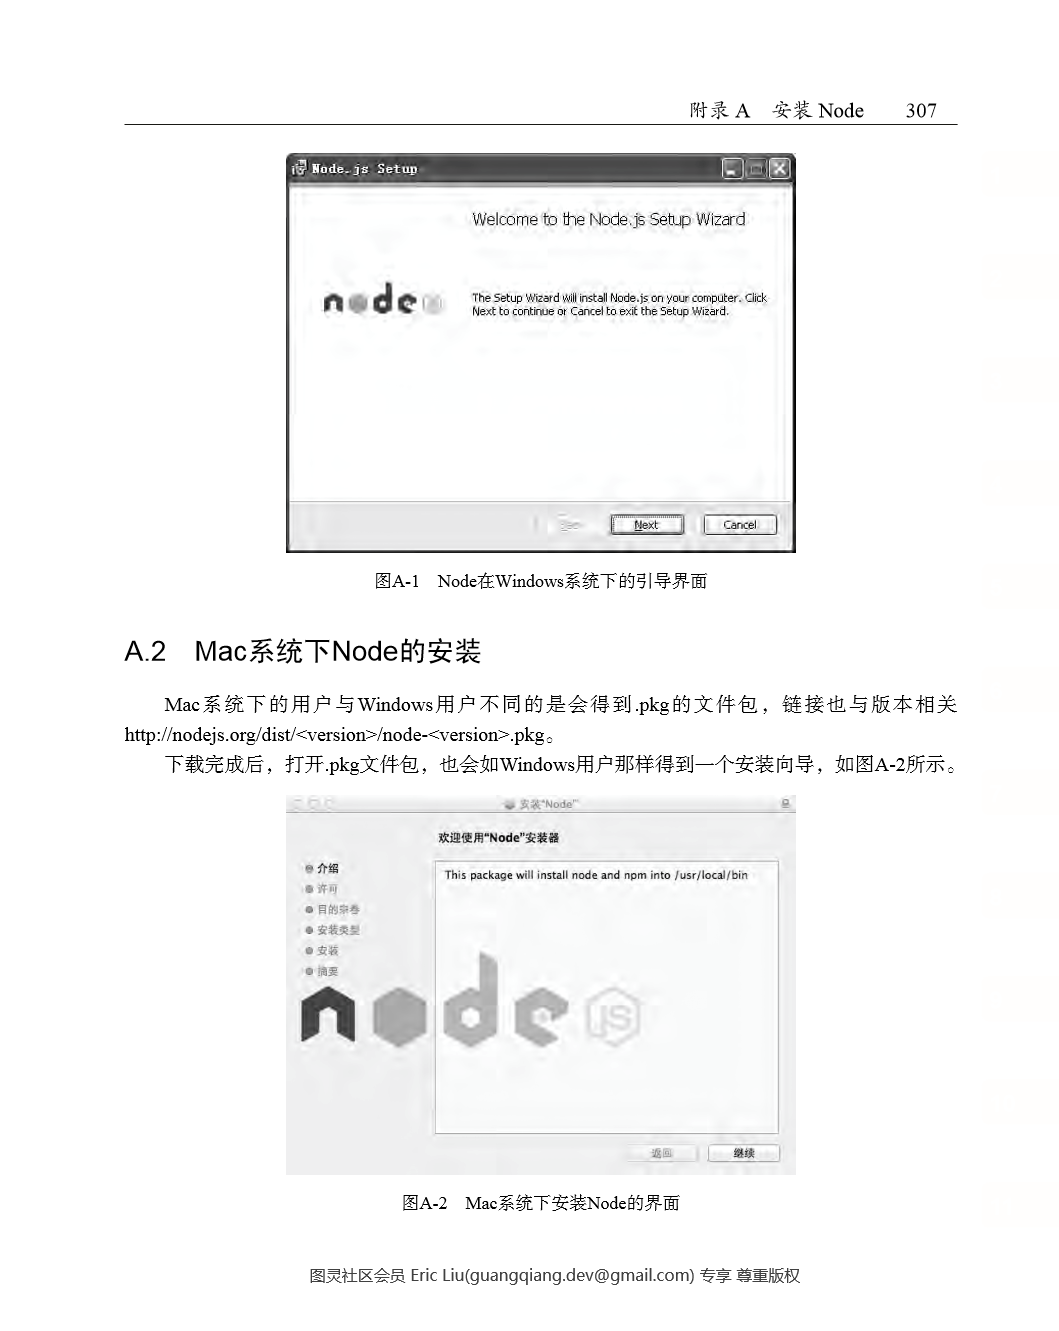 附录 A 安装 Node 307
Node.js Setup
Welcome to the Node.js Setup Wizard
node
The Setup Wizard will install Node.js on your computer. Click
Next to continue or Cancel to exit the Setup Wizard.
Next Cancel
图A-1 Node在Windows系统下的引导界面
A.2 Mac系统下Node的安装
Mac系统下的用户与Windows用户不同的是会得到.pkg的文件包，链接也与版本相关
http://nodejs.org/dist/<version>/node-<version>.pkg。
下载完成后，打开.pkg文件包，也会如Windows用户那样得到一个安装向导，如图A-2所示。
安装“Node”
欢迎使用“Node”安装器
介绍
许可
目的宗卷
安装类型
安装
摘要
This package will install node and npm into /usr/local/bin
node JS
返回 继续
图A-2 Mac系统下安装Node的界面
图灵社区会员 Eric Liu(guangqiang.dev@gmail.com) 专享 尊重版权